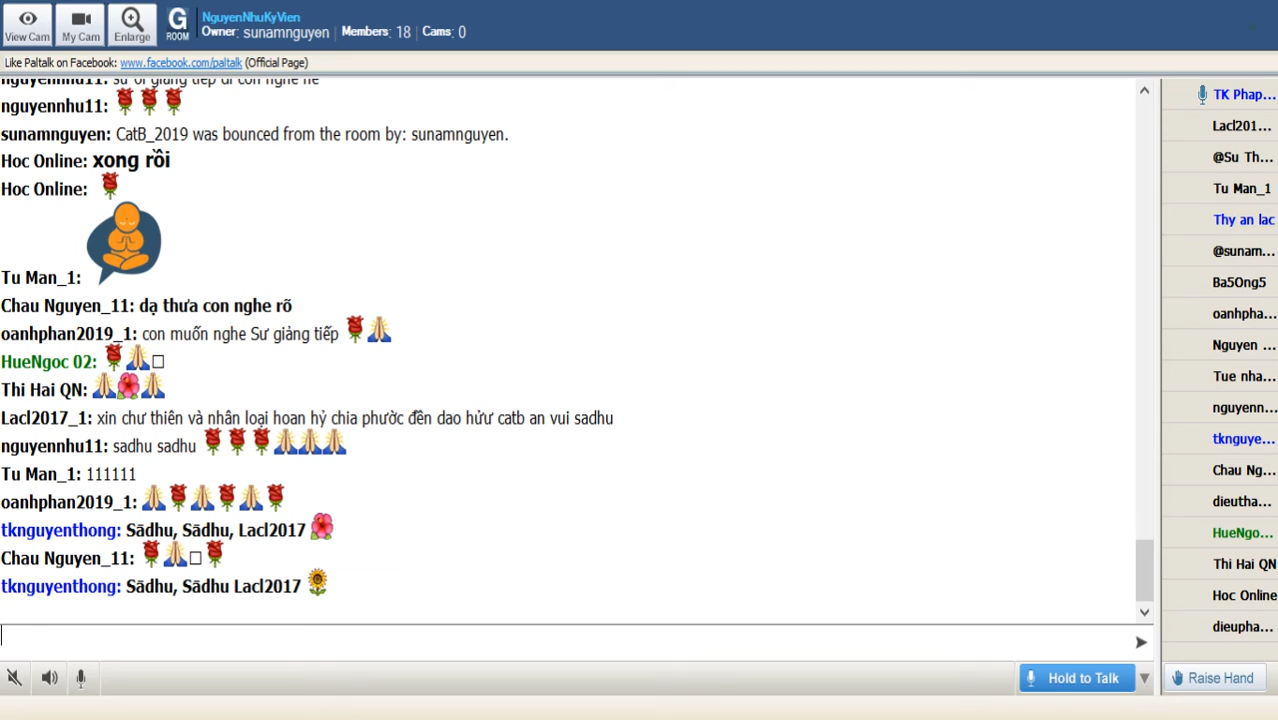 View Cam
My Cam
Enlarge
G
ROOM
NguyenNhuKyVien
Owner: sunamnguyen | Members: 18 | Cams: 0
Like Paltalk on Facebook: www.facebook.com/paltalk (Official Page)
nguyennhu11:
nguyennhu11:
sunamnguyen: CatB_2019 was bounced from the room by: sunamnguyen.
Hoc Online: xong rồi
Hoc Online:
Tu Man_1:
Chau Nguyen_11: dạ thưa con nghe rõ
oanhphan2019_1: con muốn nghe Sư giảng tiếp
HueNgoc 02:
Thi Hai QN:
Lacl2017_1: xin chư thiên và nhân loại hoan hỷ chia phước đền dao hửư catb an vui sadhu
nguyennhu11: sadhu sadhu
Tu Man_1: 111111
oanhphan2019_1:
tknguyenthong: Sādhu, Sādhu, Lacl2017
Chau Nguyen_11:
tknguyenthong: Sādhu, Sādhu Lacl2017
TK Phap...
Lacl201...
@Su Th...
Tu Man_1
Thy an lac
@sunam...
Ba5Ong5
oanhpha...
Nguyen ...
Tue nha...
nguyenn...
tknguye...
Chau Ng...
dieutha...
HueNgo...
Thi Hai QN
Hoc Online
dieupha...
Hold to Talk
Raise Hand